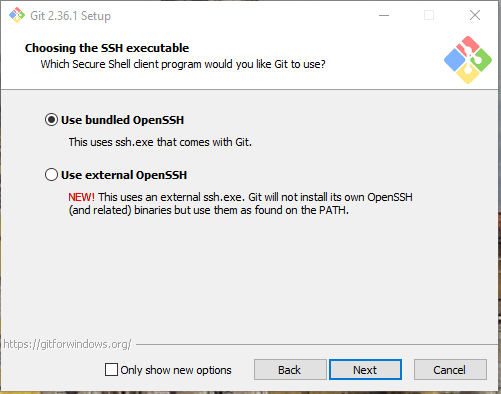 Git 2.36.1 Setup
Choosing the SSH executable
Which Secure Shell client program would you like Git to use?
Use bundled OpenSSH
This uses ssh.exe that comes with Git.
Use external OpenSSH
NEW! This uses an external ssh.exe. Git will not install its own OpenSSH
(and related) binaries but use them as found on the PATH.
https://gitforwindows.org/
Only show new options
Back
Next
Cancel